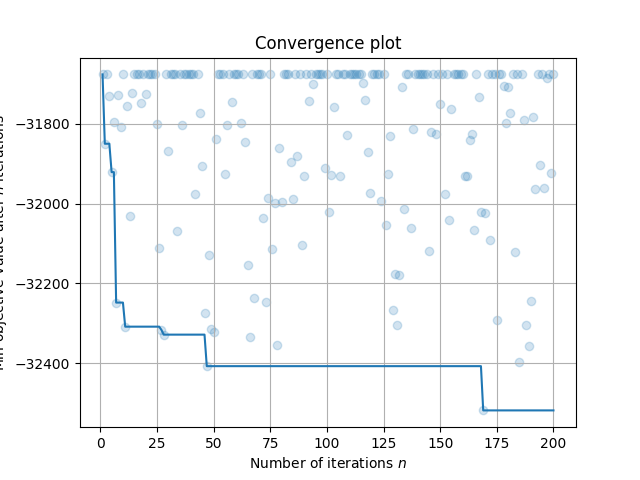 Convergence plot
Min objective value after n iterations
−31800
−32000
−32200
−32400
0 25 50 75 100 125 150 175 200
Number of iterations n